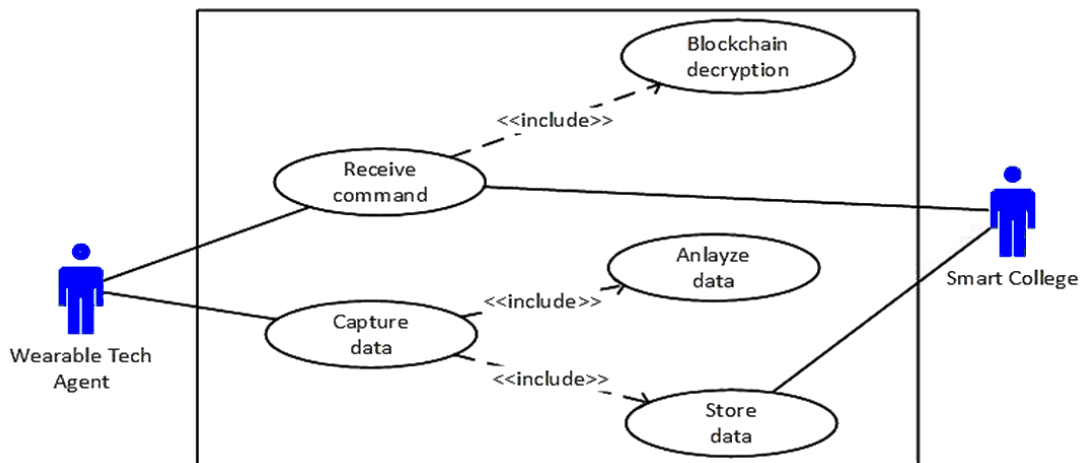 Blockchain
decryption
<<include>>
Receive
command
Anlayze
data
Smart College
<<include>>
Capture
data
Wearable Tech
Agent
<<include>>
Store
data